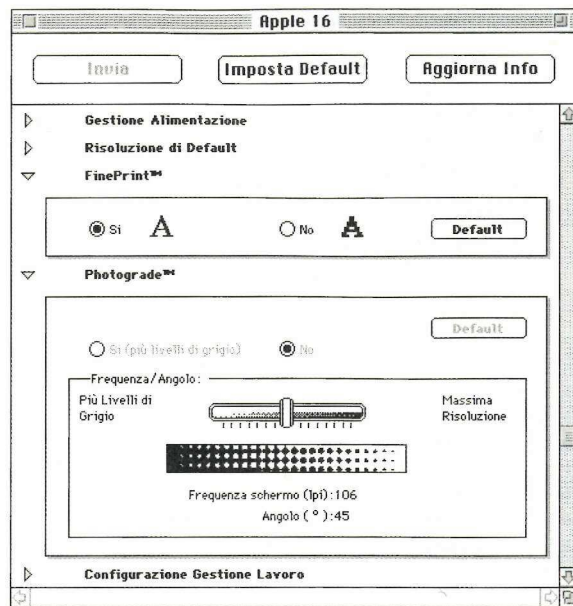 Apple 16
Invia
Imposta Default
Aggiorna Info
Gestione Alimentazione
Risoluzione di Default
FinePrint™
Si A
No A
Default
Photograde™
Default
Si (più livelli di grigio)
No
Frequenza/Angolo:
Più Livelli di
Grigio
Massima
Risoluzione
Frequenza schermo (lpi):106
Angolo (°):45
Configurazione Gestione Lavoro